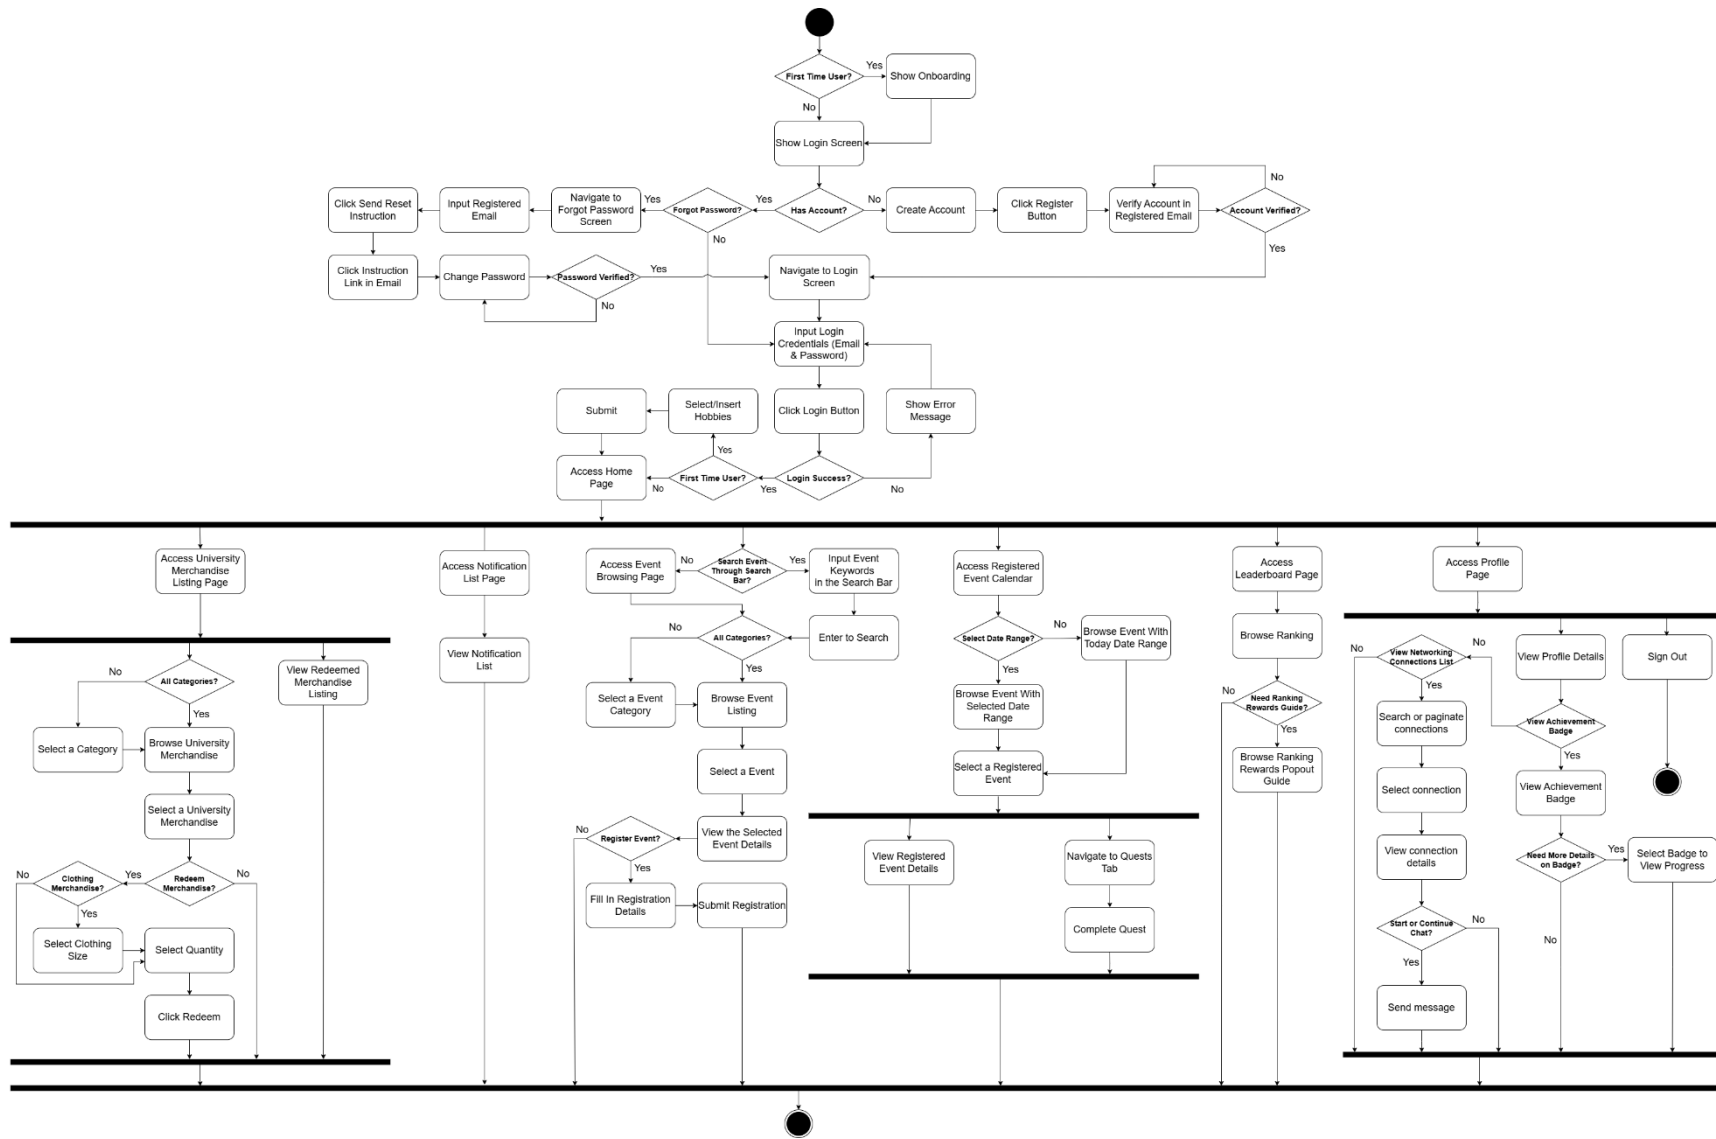 First Time User?
Yes
Show Onboarding
No
Show Login Screen
Click Send Reset
Instruction
Input Registered
Email
Navigate to
Forgot Password
Screen
Yes
Forgot Password?
Yes
Has Account?
No
Create Account
Click Register
Button
Verify Account in
Registered Email
No
Account Verified?
No
Yes
Click Instruction
Link in Email
Change Password
Password Verified?
Yes
No
Navigate to Login
Screen
Input Login
Credentials (Email
& Password)
Submit
Select/Insert
Hobbies
Click Login Button
Show Error
Message
Yes
Access Home
Page
No
First Time User?
Yes
Login Success?
No
Access University
Merchandise
Listing Page
Access Notification
List Page
Access Event
Browsing Page
No
Search Event
Through Search
Bar?
Yes
Input Event
Keywords
in the Search Bar
Access Registered
Event Calendar
Access
Leaderboard Page
Access Profile
Page
No
All Categories?
Yes
View Redeemed
Merchandise
Listing
View Notification
List
No
All Categories?
Yes
Enter to Search
Select Date Range?
No
Yes
Browse Event With
Today Date Range
Browse Ranking
No
View Networking
Connections List
No
Yes
View Profile Details
Sign Out
Select a Category
Browse University
Merchandise
Select a Event
Category
Browse Event
Listing
Browse Event With
Selected Date
Range
No
Need Ranking
Rewards Guide?
Yes
Search or paginate
connections
View Achievement
Badge
Yes
Select a University
Merchandise
Select a Event
Select a Registered
Event
Browse Ranking
Rewards Popout
Guide
Select connection
View Achievement
Badge
No
Register Event?
Yes
View the Selected
Event Details
View Registered
Event Details
Navigate to Quests
Tab
View connection
details
Need More Details
on Badge?
Yes
No
Select Badge to
View Progress
No
Clothing
Merchandise?
Yes
Redeem
Merchandise?
No
Yes
Fill In Registration
Details
Submit Registration
Complete Quest
Start or Continue
Chat?
No
Yes
Select Clothing
Size
Select Quantity
Click Redeem
Send message